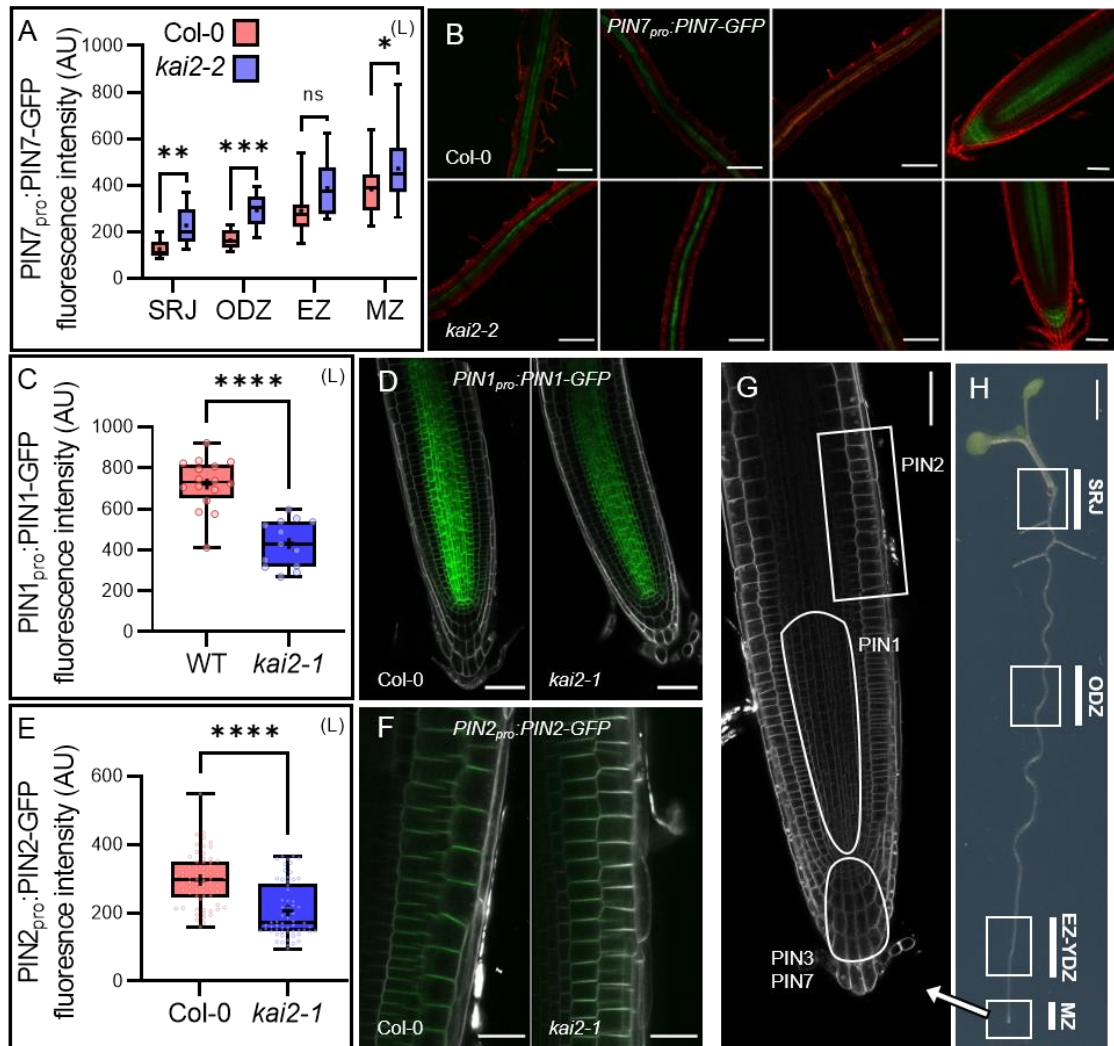 A
Col-0
kai2-2
(L)
PIN7pro:PIN7-GFP
fluorescence intensity (AU)
1000
800
600
400
200
0
**
***
ns
*
SRJ ODZ EZ MZ
B
PIN7pro:PIN7-GFP
Col-0
kai2-2
C
(L)
PIN1pro:PIN1-GFP
fluorescence intensity (AU)
****
1000
800
600
400
200
0
WT kai2-1
D
PIN1pro:PIN1-GFP
Col-0
kai2-1
E
(L)
PIN2pro:PIN2-GFP
fluoresence intensity (AU)
****
600
400
200
0
Col-0 kai2-1
F
PIN2pro:PIN2-GFP
Col-0
kai2-1
G
PIN2
PIN1
PIN3
PIN7
H
SRJ
ODZ
EZ-YDZ
MZ